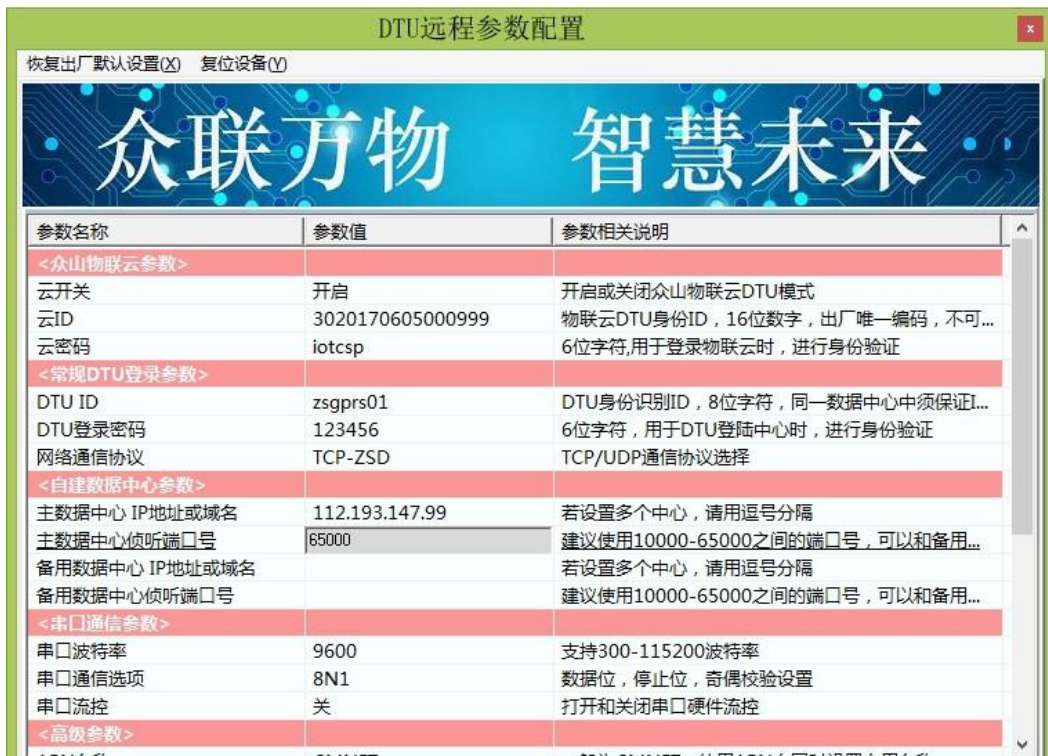 DTU远程参数配置
x
恢复出厂默认设置(X) 复位设备(Y)
众联万物 智慧未来
参数名称 参数值 参数相关说明
<众山物联云参数>
云开关 开启 开启或关闭众山物联云DTU模式
云ID 3020170605000999 物联云DTU身份ID，16位数字，出厂唯一编码，不可...
云密码 iotcsp 6位字符,用于登录物联云时，进行身份验证
<常规DTU登录参数>
DTU ID zsgprs01 DTU身份识别ID，8位字符，同一数据中心中须保证I...
DTU登录密码 123456 6位字符，用于DTU登陆中心时，进行身份验证
网络通信协议 TCP-ZSD TCP/UDP通信协议选择
<自建数据中心参数>
主数据中心 IP地址或域名 112.193.147.99 若设置多个中心，请用逗号分隔
主数据中心侦听端口号 65000 建议使用10000-65000之间的端口号，可以和备用...
备用数据中心 IP地址或域名 若设置多个中心，请用逗号分隔
备用数据中心侦听端口号 建议使用10000-65000之间的端口号，可以和备用...
<串口通信参数>
串口波特率 9600 支持300-115200波特率
串口通信选项 8N1 数据位，停止位，奇偶校验设置
串口流控 关 打开和关闭串口硬件流控
<高级参数>